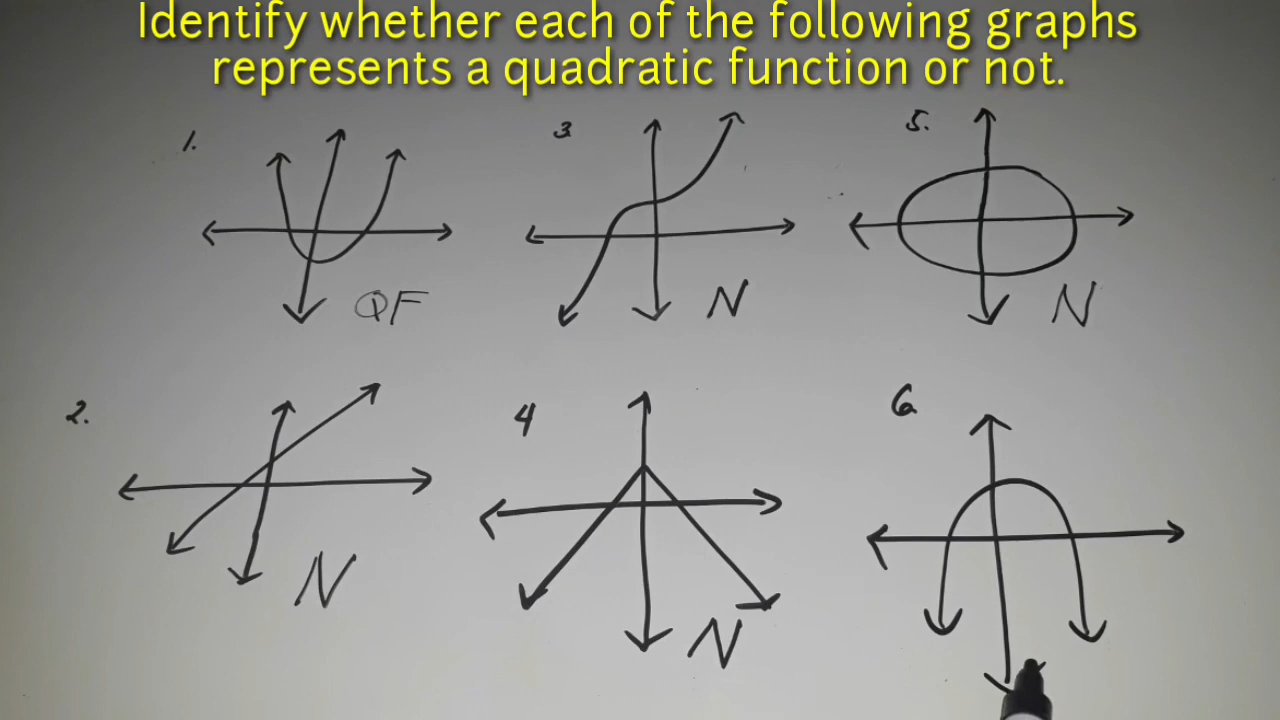 Identify whether each of the following graphs
represents a quadratic function or not.
1.
QF
2.
N
3
N
4
N
5.
N
6